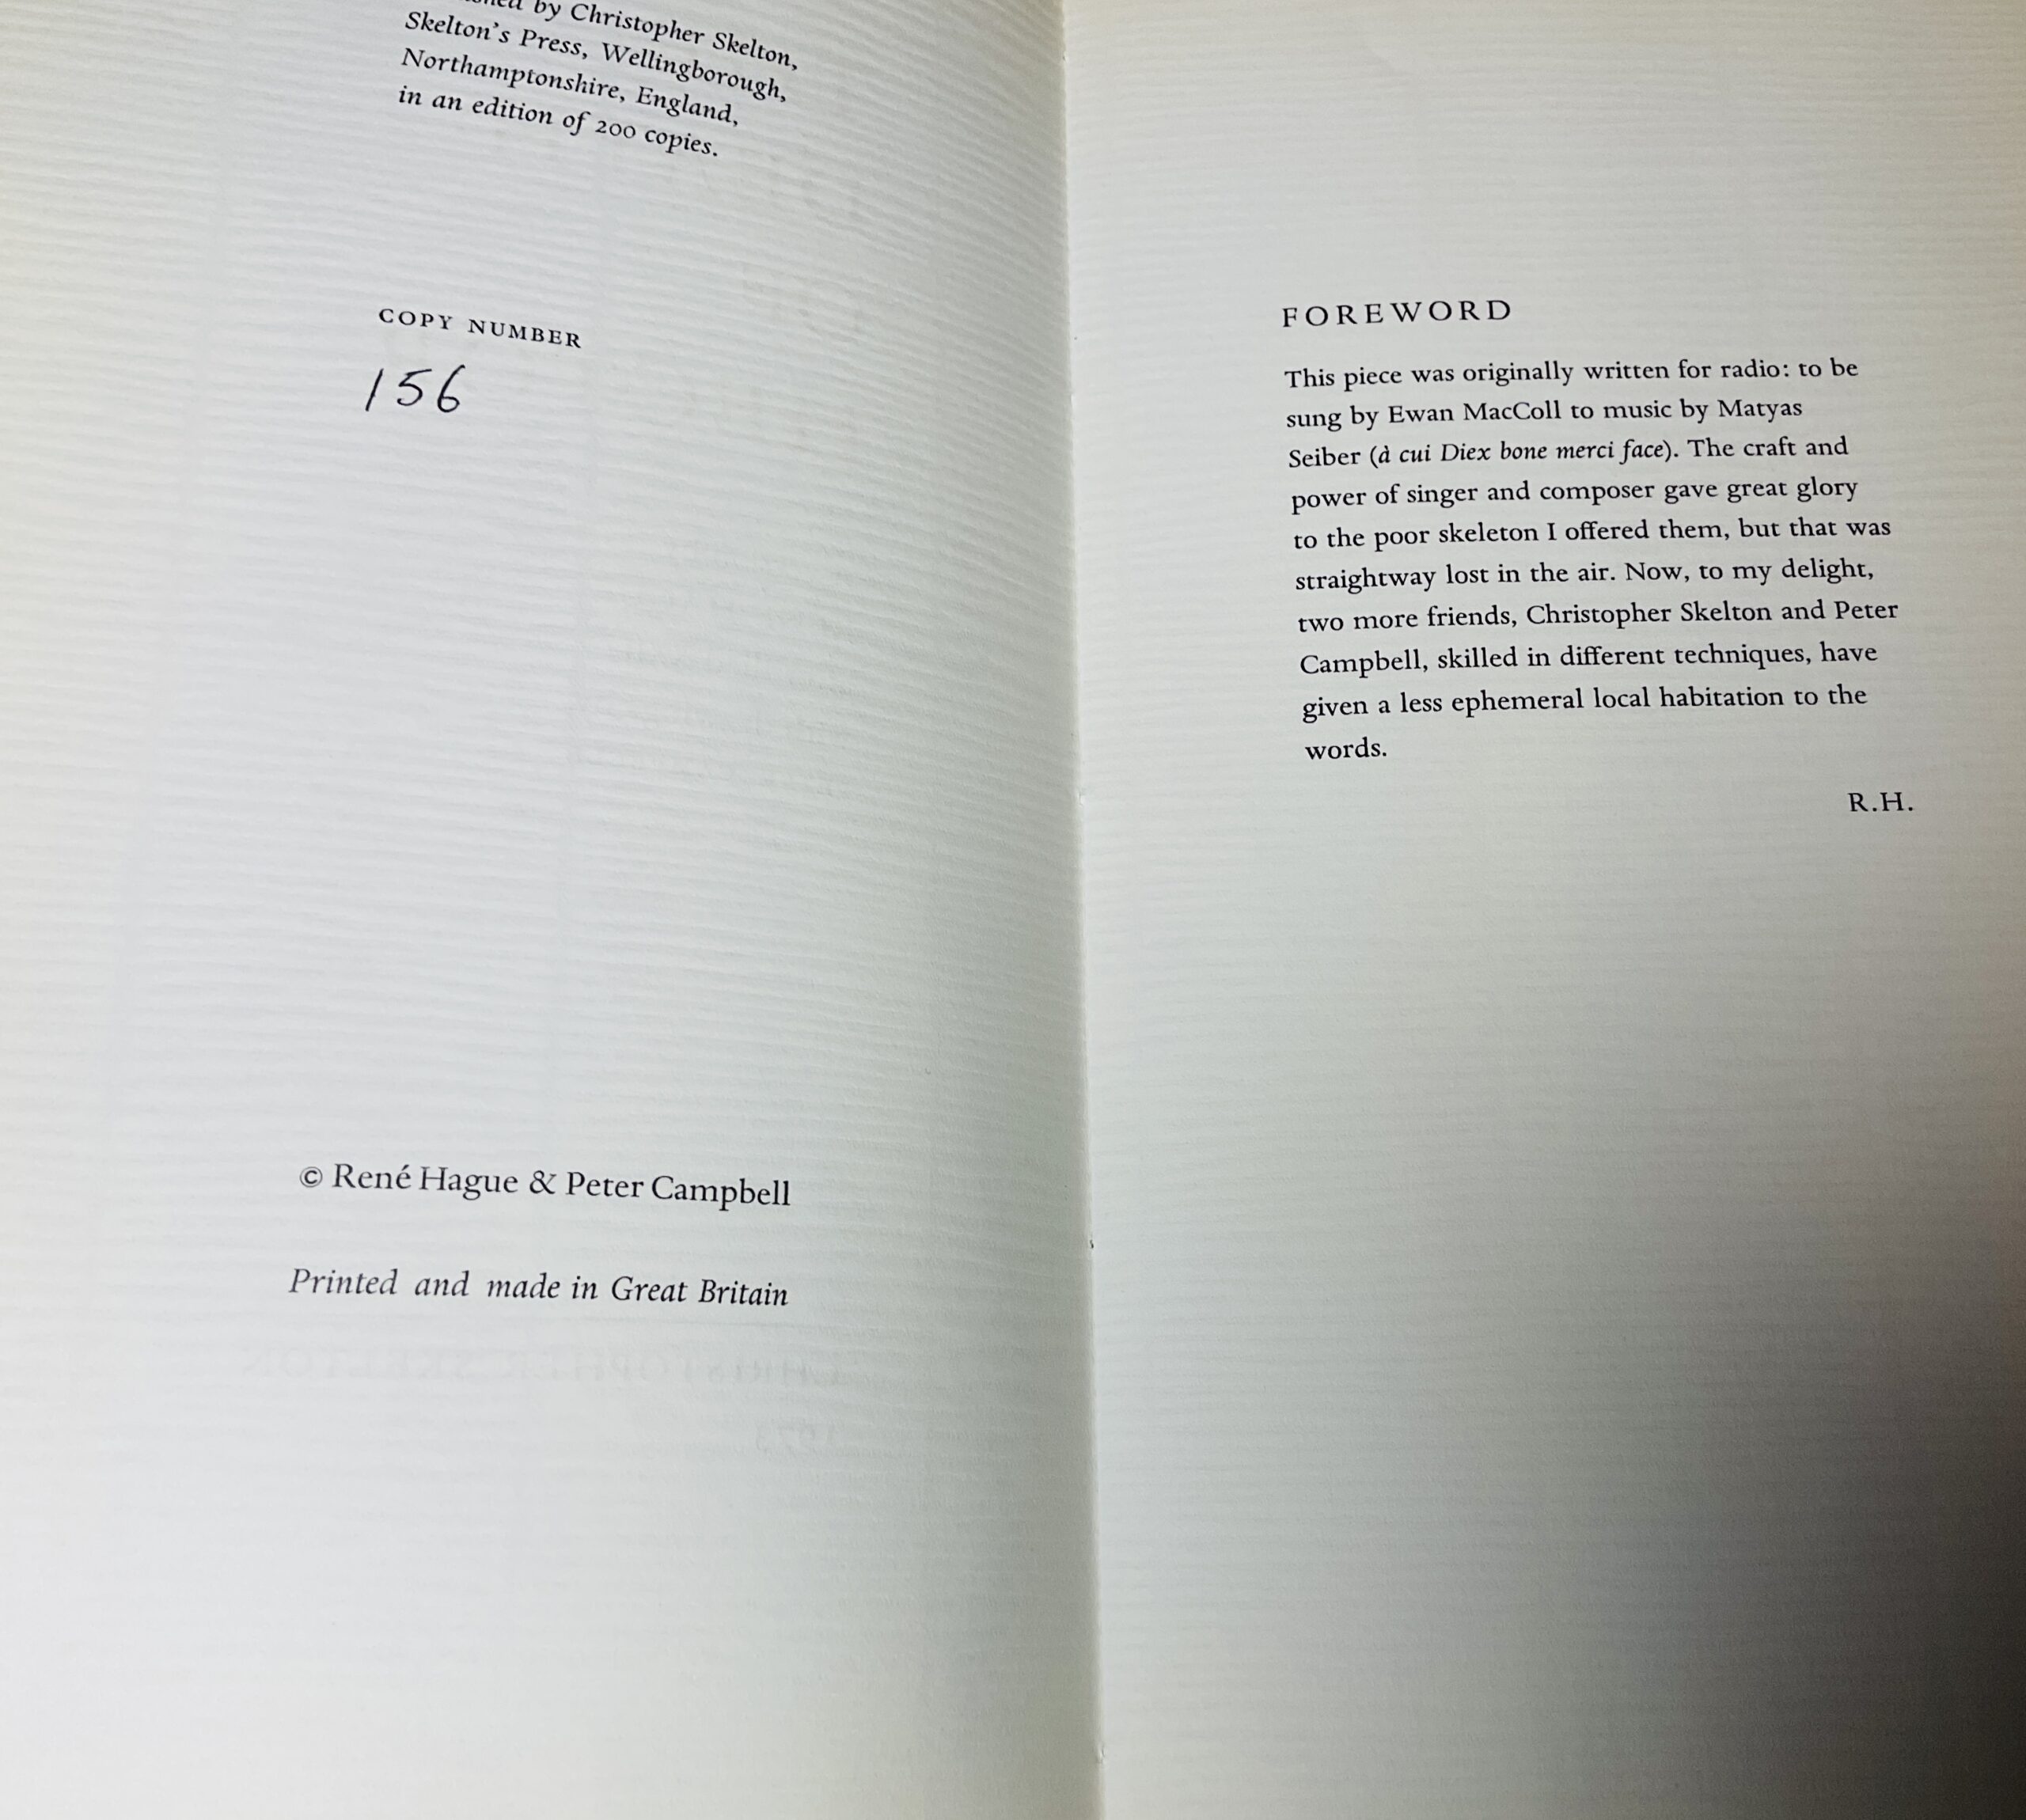 by Christopher Skelton,
Skelton's Press, Wellingborough,
Northamptonshire, England,
in an edition of 200 copies.
COPY NUMBER
156
© René Hague & Peter Campbell
Printed and made in Great Britain
CHRISTOPHER SKELTON
FOREWORD
This piece was originally written for radio: to be
sung by Ewan MacColl to music by Matyas
Seiber (à cui Diex bone merci face). The craft and
power of singer and composer gave great glory
to the poor skeleton I offered them, but that was
straightway lost in the air. Now, to my delight,
two more friends, Christopher Skelton and Peter
Campbell, skilled in different techniques, have
given a less ephemeral local habitation to the
words.
R.H.